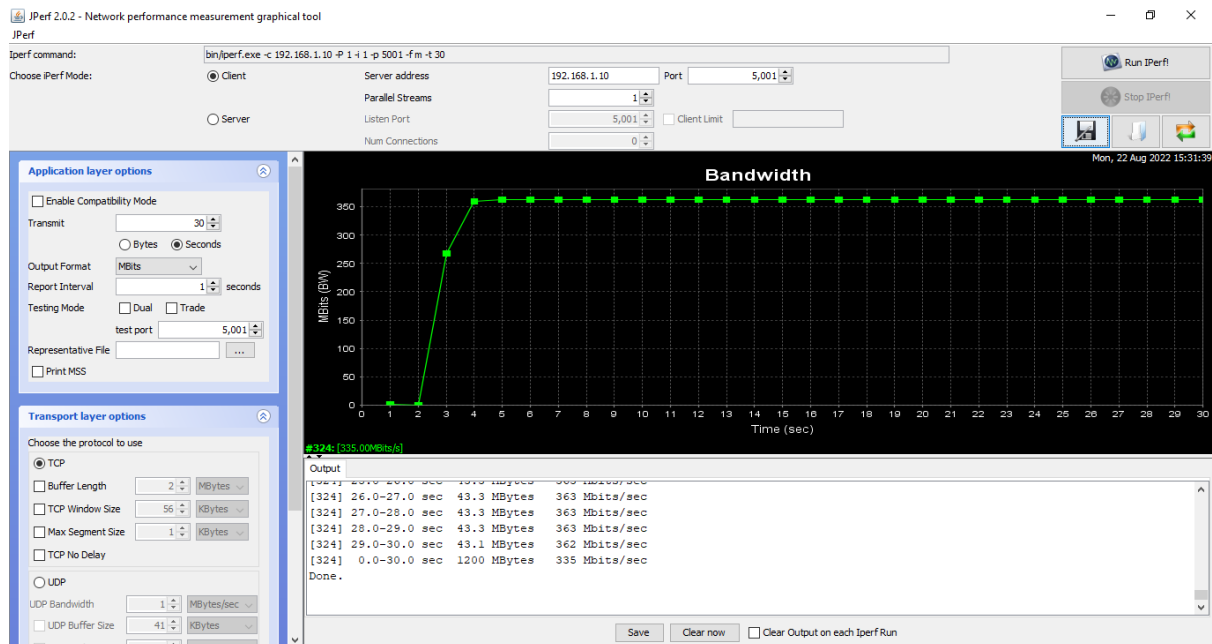 JPerf 2.0.2 - Network performance measurement graphical tool
JPerf
Iperf command: bin/iperf.exe -c 192.168.1.10 -P 1 -i 1 -p 5001 -f m -t 30
Choose iPerf Mode: Client Server address 192.168.1.10 Port 5,001
Parallel Streams 1
Server Listen Port 5,001 Client Limit
Num Connections 0
Run IPerf!
Stop IPerf!
Application layer options
Enable Compatibility Mode
Transmit 30
Bytes Seconds
Output Format MBits
Report Interval 1 seconds
Testing Mode Dual Trade
test port 5,001
Representative File ...
Print MSS
Transport layer options
Choose the protocol to use
TCP
Buffer Length 2 MBytes
TCP Window Size 56 KBytes
Max Segment Size 1 KBytes
TCP No Delay
UDP
UDP Bandwidth 1 MBytes/sec
UDP Buffer Size 41 KBytes
Mon, 22 Aug 2022 15:31:39
Bandwidth
MBits (BW)
350
300
250
200
150
100
50
0
0 1 2 3 4 5 6 7 8 9 10 11 12 13 14 15 16 17 18 19 20 21 22 23 24 25 26 27 28 29 30
Time (sec)
#324: [335.00MBits/s]
Output
[324] 26.0-27.0 sec 43.3 MBytes 363 Mbits/sec
[324] 27.0-28.0 sec 43.3 MBytes 363 Mbits/sec
[324] 28.0-29.0 sec 43.3 MBytes 363 Mbits/sec
[324] 29.0-30.0 sec 43.1 MBytes 362 Mbits/sec
[324] 0.0-30.0 sec 1200 MBytes 335 Mbits/sec
Done.
Save Clear now Clear Output on each Iperf Run